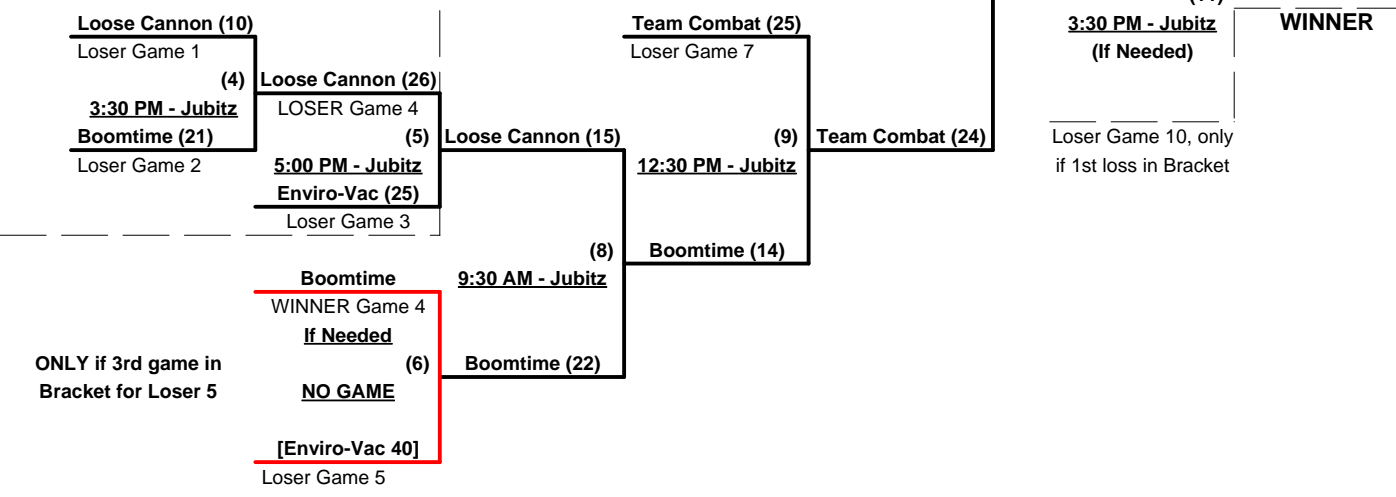 Loose Cannon (10)
Loser Game 1
(4)
3:30 PM - Jubitz
Boomtime (21)
Loser Game 2
Loose Cannon (26)
LOSER Game 4
(5)
5:00 PM - Jubitz
Enviro-Vac (25)
Loser Game 3
Boomtime
WINNER Game 4
If Needed
(6)
NO GAME
[Enviro-Vac 40]
Loser Game 5
ONLY if 3rd game in
Bracket for Loser 5
Loose Cannon (15)
(8)
9:30 AM - Jubitz
Boomtime (22)
Team Combat (25)
Loser Game 7
(9)
12:30 PM - Jubitz
Boomtime (14)
Team Combat (24)
3:30 PM - Jubitz
(If Needed)
Loser Game 10, only
if 1st loss in Bracket
WINNER